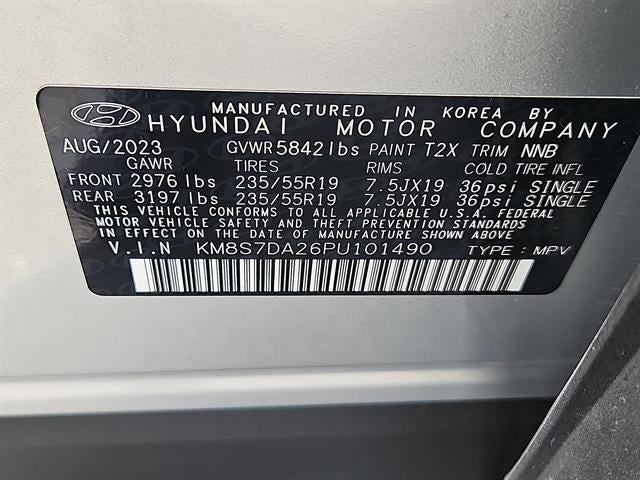 MANUFACTURED IN KOREA BY
HYUNDAI MOTOR COMPANY
AUG/2023 GVWR 5842 lbs PAINT T2X TRIM NNB
GAWR TIRES RIMS COLD TIRE INFL
FRONT 2976 lbs 235/55R19 7.5JX19 36psi SINGLE
REAR 3197 lbs 235/55R19 7.5JX19 36psi SINGLE
THIS VEHICLE CONFORMS TO ALL APPLICABLE U.S.A. FEDERAL
MOTOR VEHICLE SAFETY AND THEFT PREVENTION STANDARDS
IN EFFECT ON THE DATE OF MANUFACTURE SHOWN ABOVE
V.I.N KM8S7DA26PU101490 TYPE: MPV